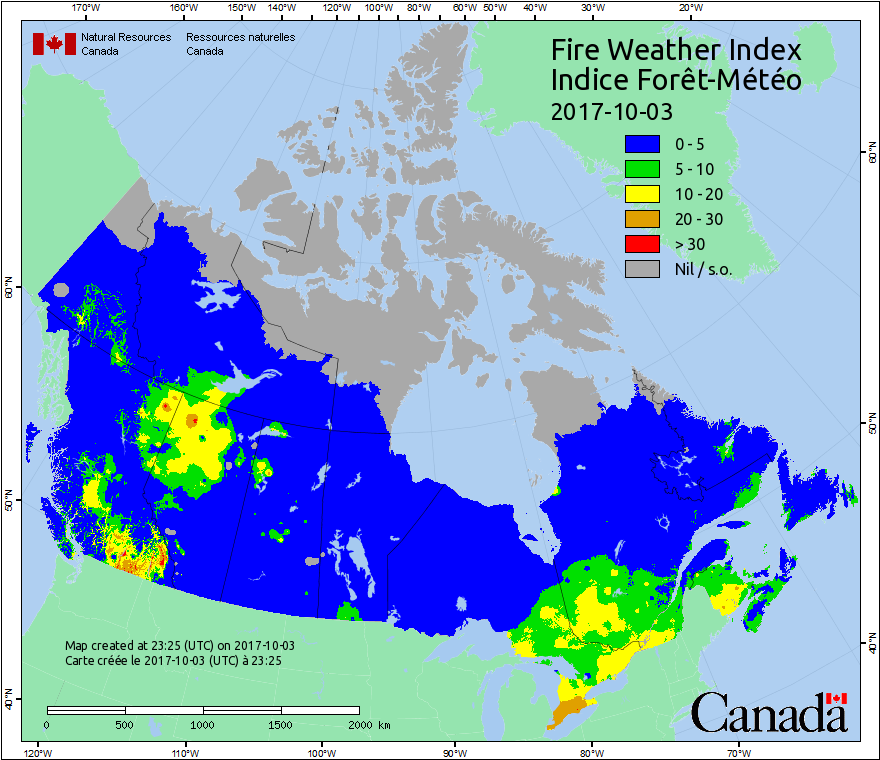 170°W 160°W 150°W 140°W 130°W 120°W 110°W 100°W 90°W 80°W 70°W 60°W 50°W 40°W 30°W 20°W
Natural Resources Ressources naturelles
Canada Canada
Fire Weather Index
Indice Forêt-Météo
2017-10-03
0 - 5
5 - 10
10 - 20
20 - 30
> 30
Nil / s.o.
60°N
60°N
50°N
50°N
40°N
40°N
Map created at 23:25 (UTC) on 2017-10-03
Carte créée le 2017-10-03 (UTC) à 23:25
0 500 1000 1500 2000 km
Canada
120°W 110°W 100°W 90°W 80°W 70°W